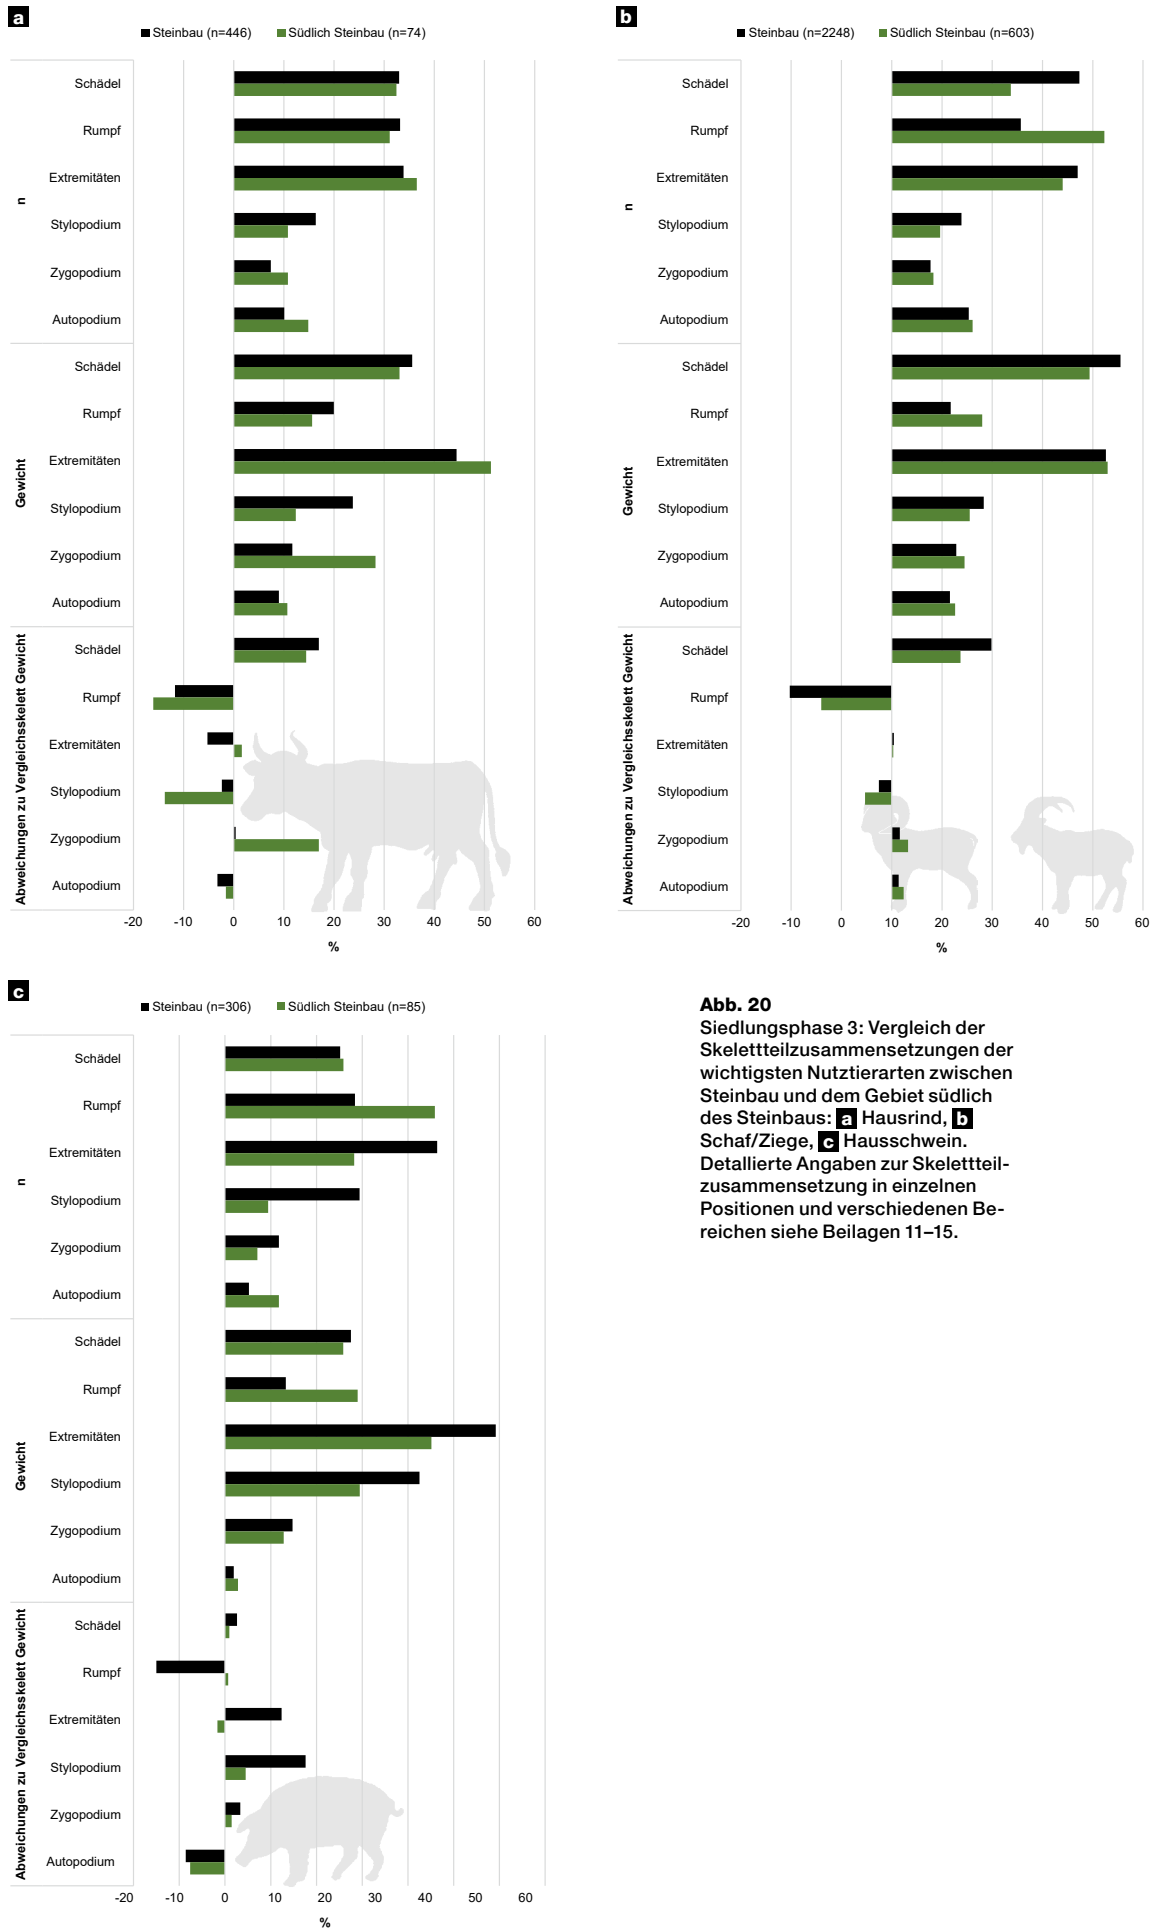 a
Steinbau (n=446) Südlich Steinbau (n=74)
n
Schädel
Rumpf
Extremitäten
Stylopodium
Zygopodium
Autopodium
Gewicht
Schädel
Rumpf
Extremitäten
Stylopodium
Zygopodium
Autopodium
Abweichungen zu Vergleichsskelett Gewicht
Schädel
Rumpf
Extremitäten
Stylopodium
Zygopodium
Autopodium
-20 -10 0 10 20 30 40 50 60
%
b
Steinbau (n=2248) Südlich Steinbau (n=603)
n
Schädel
Rumpf
Extremitäten
Stylopodium
Zygopodium
Autopodium
Gewicht
Schädel
Rumpf
Extremitäten
Stylopodium
Zygopodium
Autopodium
Abweichungen zu Vergleichsskelett Gewicht
Schädel
Rumpf
Extremitäten
Stylopodium
Zygopodium
Autopodium
-20 -10 0 10 20 30 40 50 60
%
c
Steinbau (n=306) Südlich Steinbau (n=85)
n
Schädel
Rumpf
Extremitäten
Stylopodium
Zygopodium
Autopodium
Gewicht
Schädel
Rumpf
Extremitäten
Stylopodium
Zygopodium
Autopodium
Abweichungen zu Vergleichsskelett Gewicht
Schädel
Rumpf
Extremitäten
Stylopodium
Zygopodium
Autopodium
-20 -10 0 10 20 30 40 50 60
%
Abb. 20
Siedlungsphase 3: Vergleich der
Skelettteilzusammensetzungen der
wichtigsten Nutztierarten zwischen
Steinbau und dem Gebiet südlich
des Steinbaus: a Hausrind, b
Schaf/Ziege, c Hausschwein.
Detallierte Angaben zur Skelettteil-
zusammensetzung in einzelnen
Positionen und verschiedenen Be-
reichen siehe Beilagen 11–15.